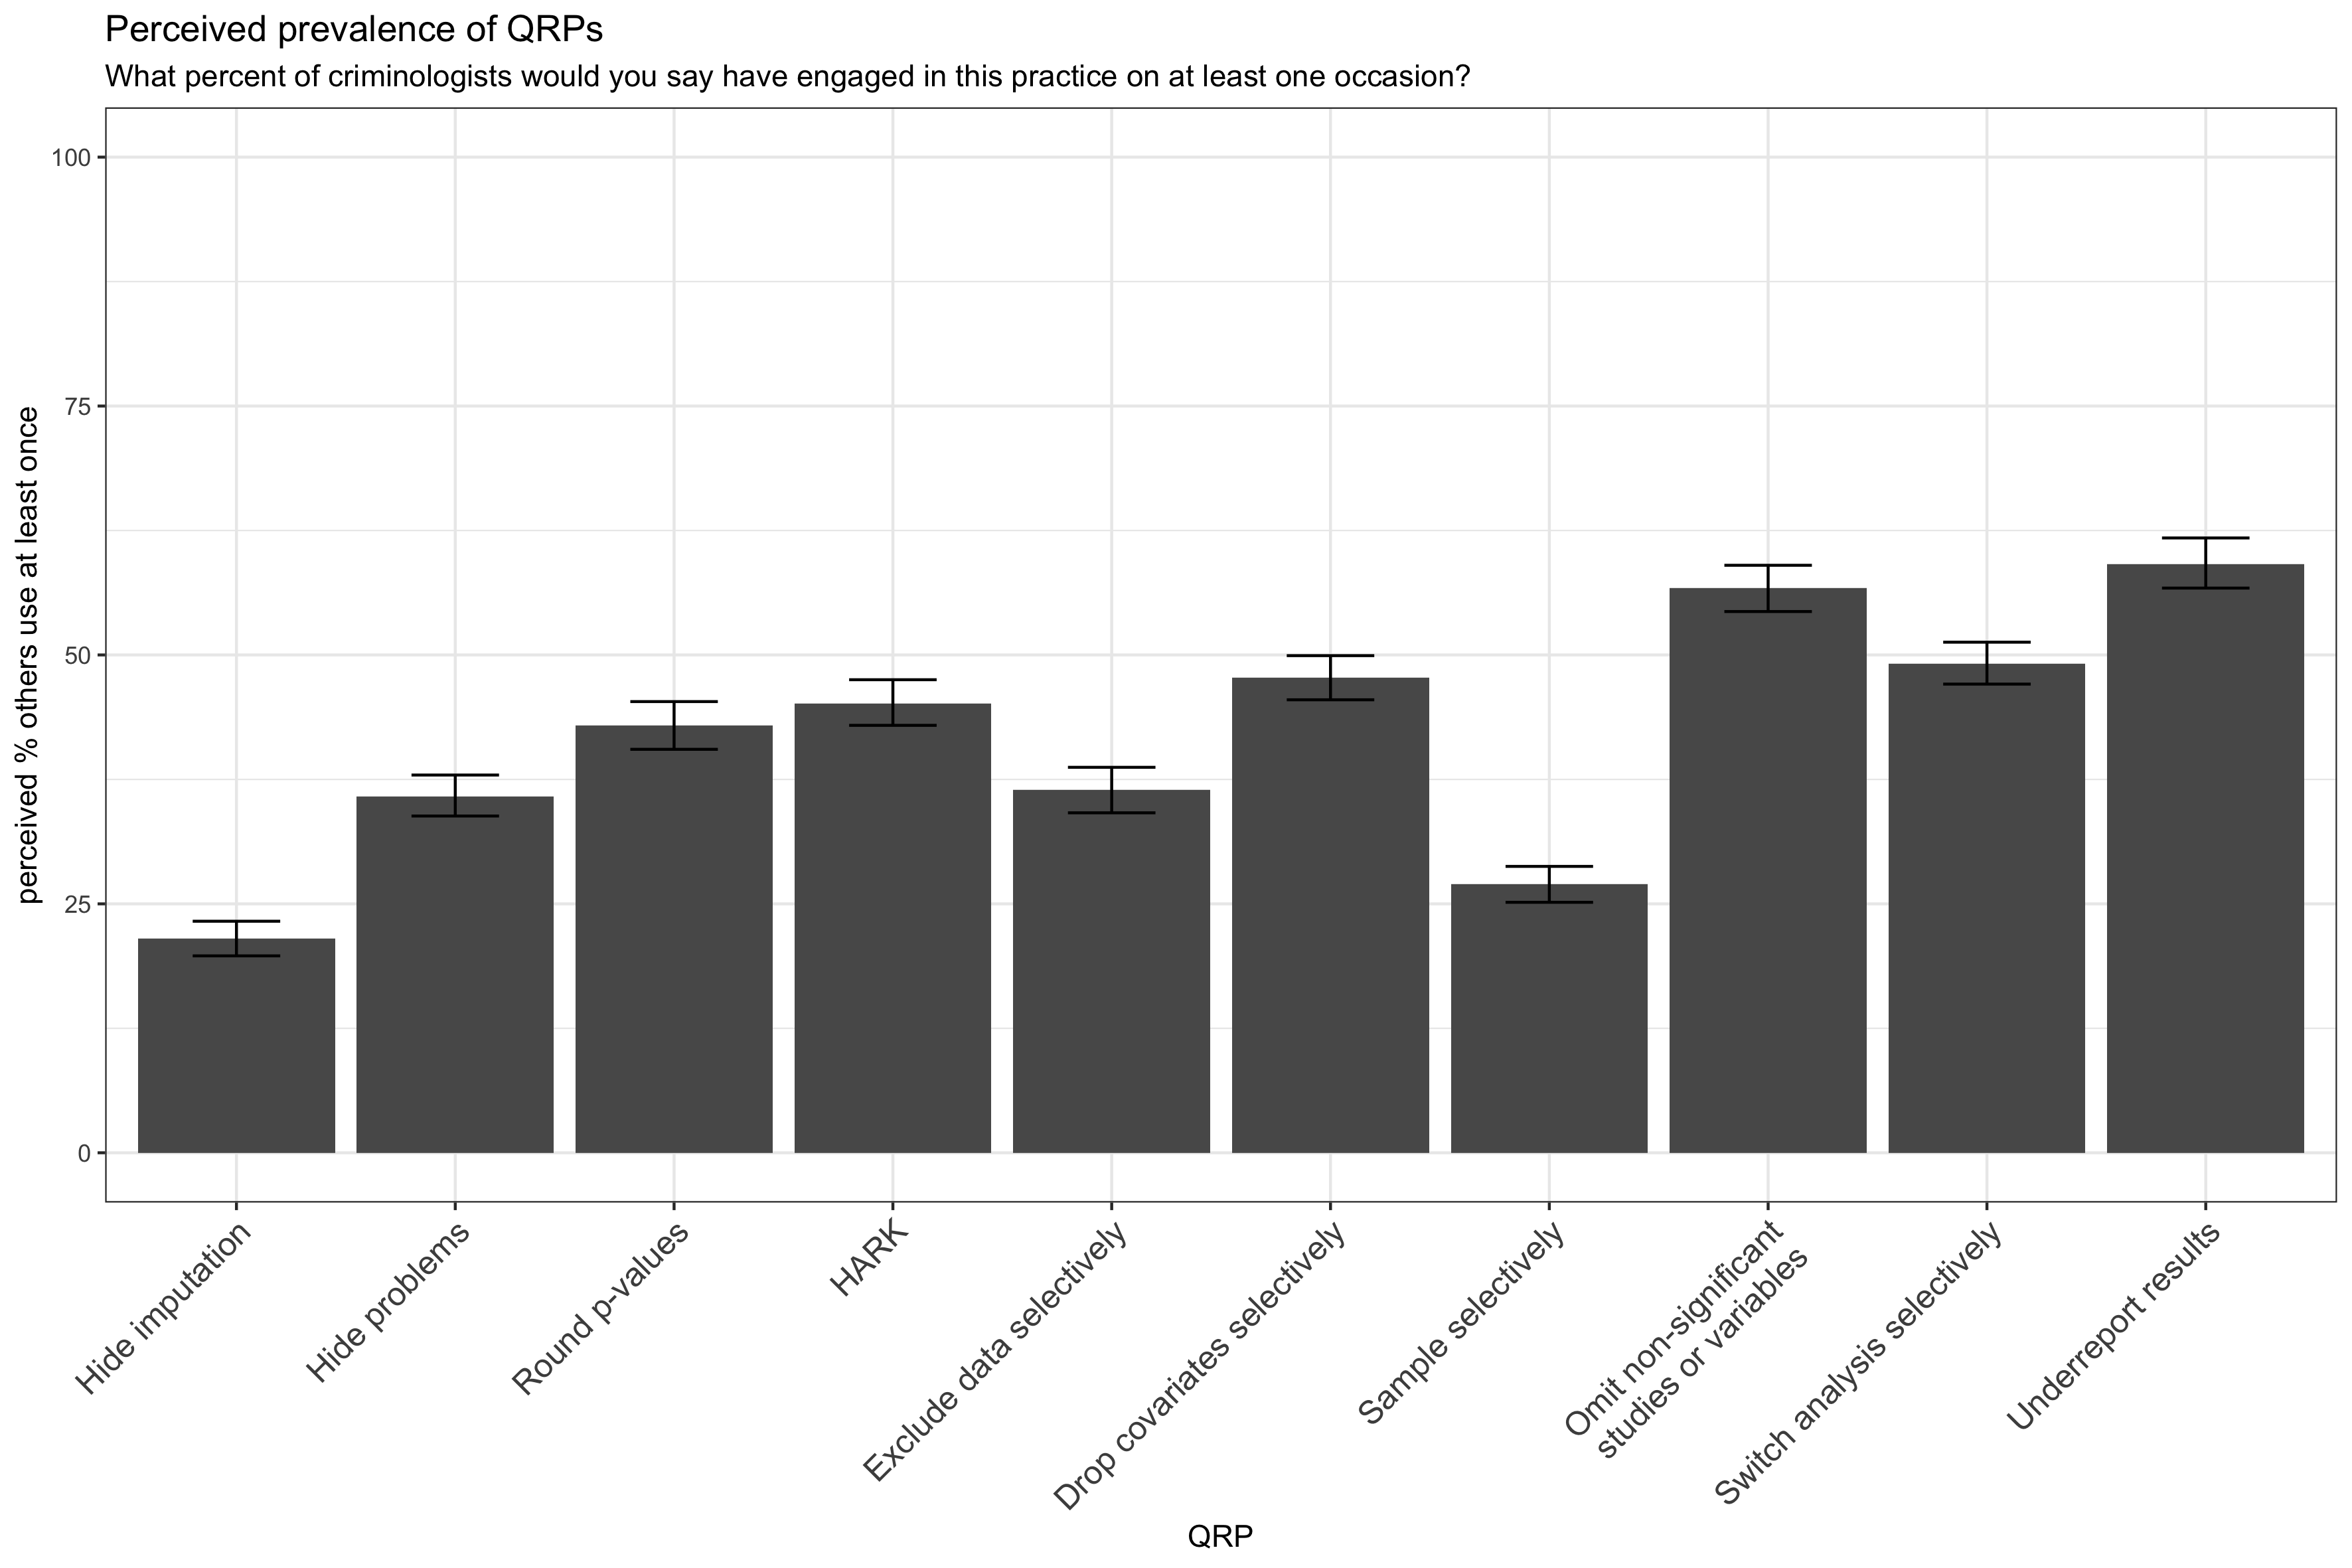 Perceived prevalence of QRPs
What percent of criminologists would you say have engaged in this practice on at least one occasion?
perceived % others use at least once
100
75
50
25
0
Hide imputation
Hide problems
Round p-values
HARK
Exclude data selectively
Drop covariates selectively
Sample selectively
Omit non-significant
studies or variables
Switch analysis selectively
Underreport results
QRP